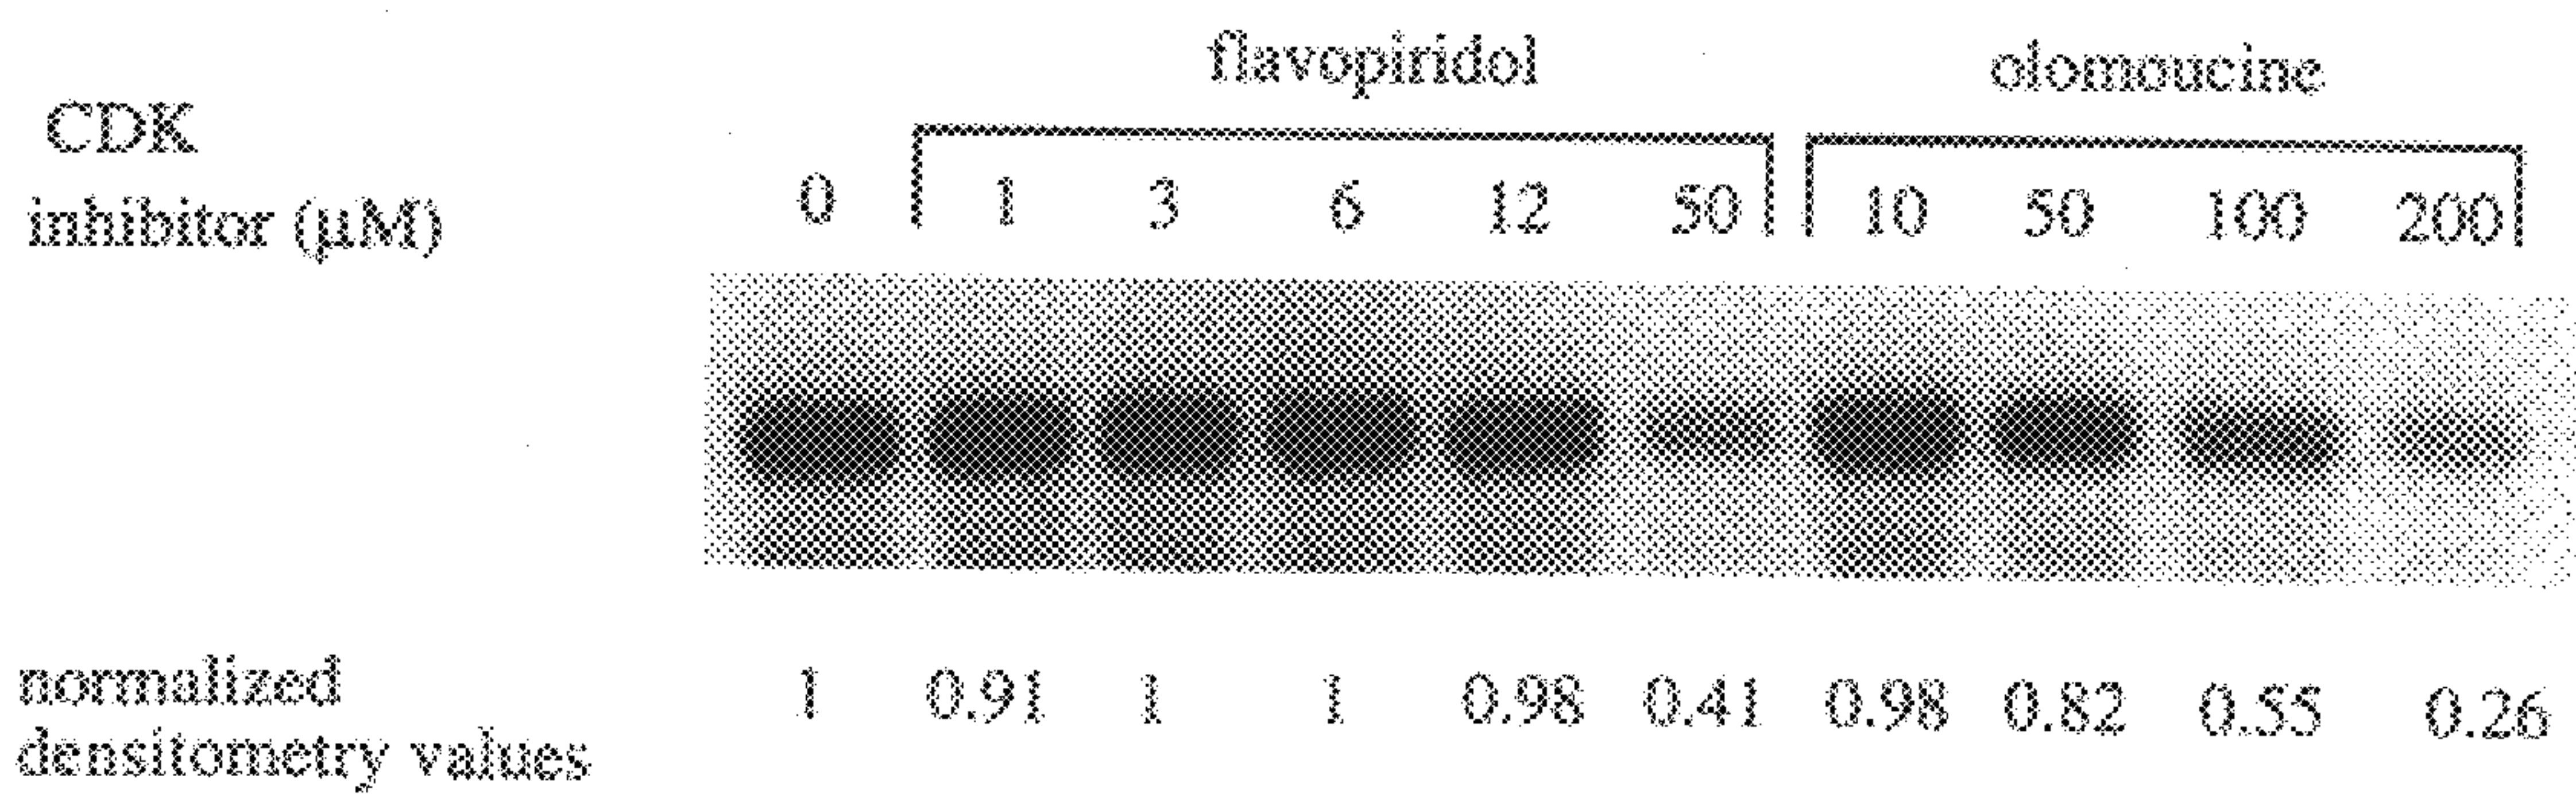 flavopiridol olomoucine
CDK
inhibitor (µM) 0 1 3 6 12 50 10 50 100 200
normalized 1 0.91 1 1 0.98 0.41 0.98 0.82 0.55 0.26
densitometry values